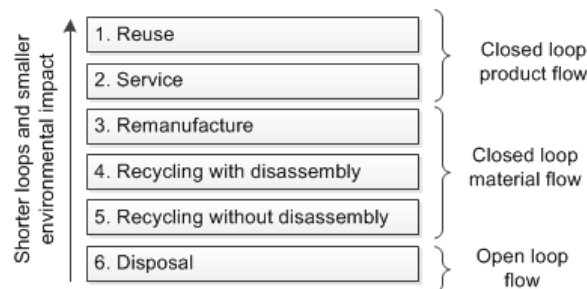 Shorter loops and smaller
environmental impact
1. Reuse
2. Service
3. Remanufacture
4. Recycling with disassembly
5. Recycling without disassembly
6. Disposal
Closed loop
product flow
Closed loop
material flow
Open loop
flow